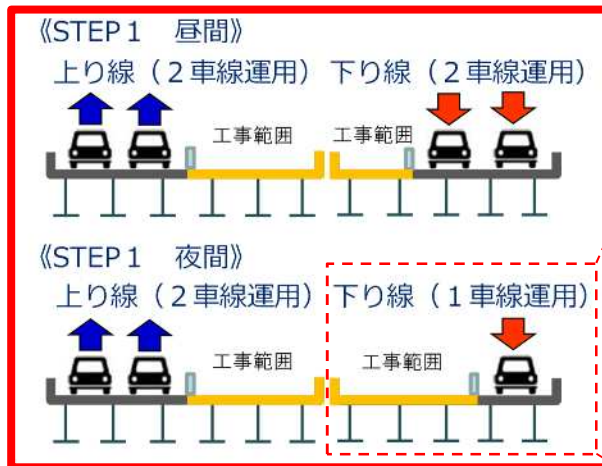 《STEP１　昼間》
上り線（２車線運用）下り線（２車線運用）
工事範囲　工事範囲
《STEP１　夜間》
上り線（２車線運用）下り線（１車線運用）
工事範囲　工事範囲